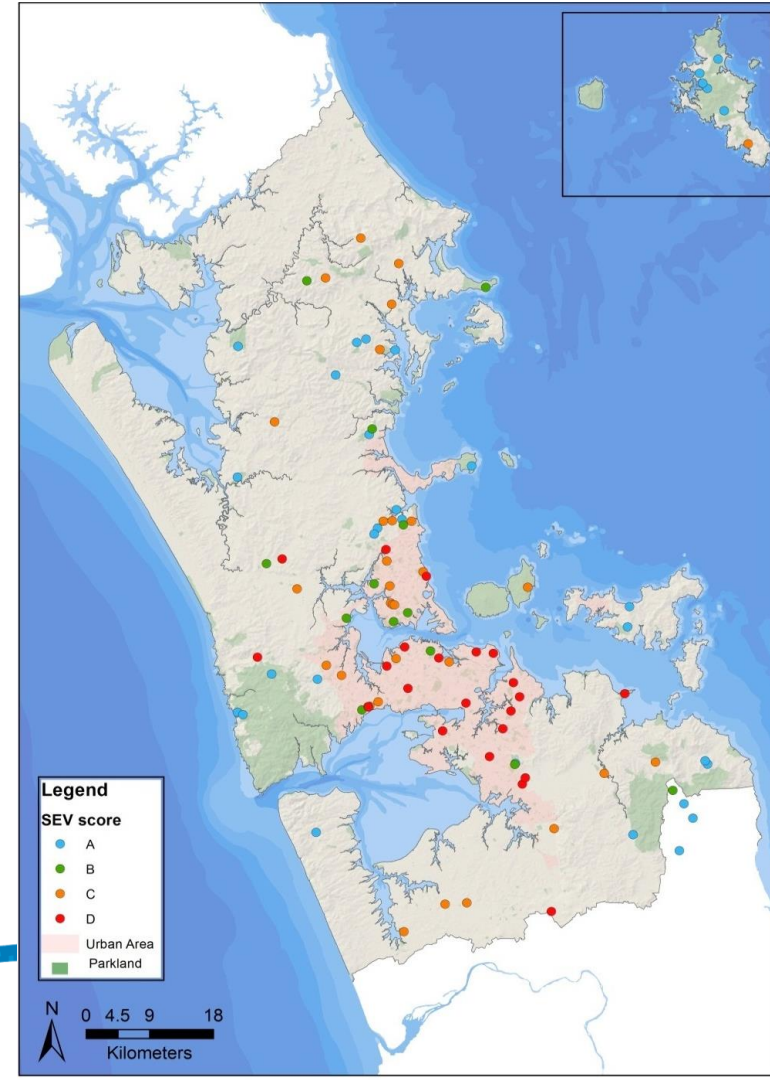 Legend
SEV score
A
B
C
D
Urban Area
Parkland
N
0 4.5 9 18
Kilometers